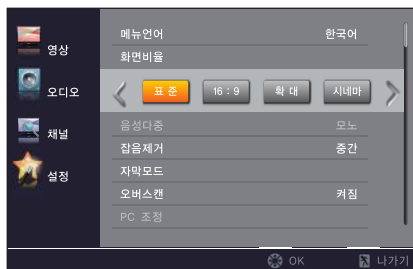 영상
오디오
채널
설정
메뉴언어 한국어
화면비율
표 준 16 : 9 확 대 시네마
음성다중 모노
잡음제거 중간
자막모드
오버스캔 켜짐
PC 조정
OK 나가기